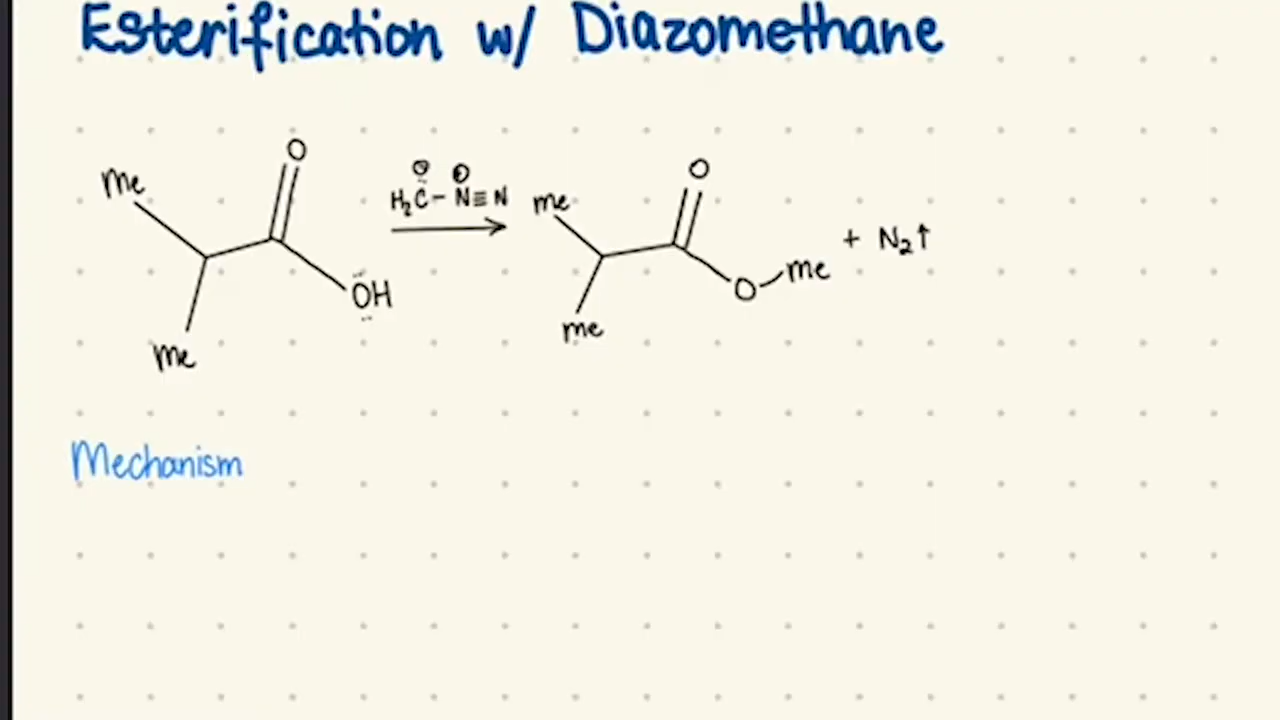 Esterification w/ Diazomethane
O
Me
OH
Me
H₂C̈⊖ - N⊕ ≡ N
O
me
O me
me
+ N₂↑
Mechanism